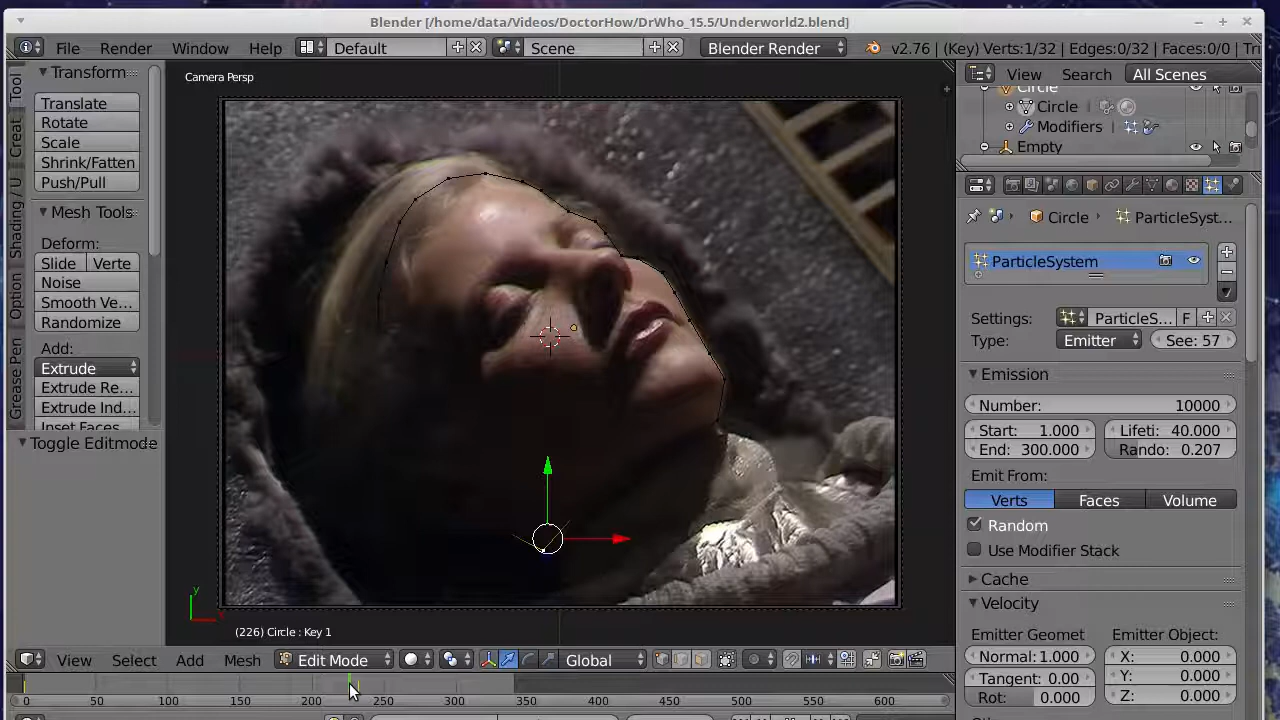 Blender [/home/data/Videos/DoctorHow/DrWho_15.5/Underworld2.blend]
File Render Window Help Default Scene Blender Render v2.76 | (Key) Verts:1/32 | Edges:0/32 | Faces:0/0 | Tri
Transform
Translate
Rotate
Scale
Shrink/Fatten
Push/Pull
Mesh Tools
Deform:
Slide Verte
Noise
Smooth Ve...
Randomize
Add:
Extrude
Extrude Re...
Extrude Ind...
Inset Faces
Toggle Editmode
Tool
Creat
Shading / U
Option
Grease Pen
Camera Persp
y
(226) Circle : Key 1
View Select Add Mesh Edit Mode Global
0 50 100 150 200 250 300 350 400 450 500 550 600
View Search All Scenes
Circle
Circle
Modifiers
Empty
Circle ParticleSyst...
ParticleSystem
Settings: ParticleS... F
Type: Emitter See: 57
Emission
Number: 10000
Start: 1.000 Lifeti: 40.000
End: 300.000 Rando: 0.207
Emit From:
Verts Faces Volume
Random
Use Modifier Stack
Cache
Velocity
Emitter Geomet Emitter Object:
Normal: 1.000 X: 0.000
Tangent: 0.00 Y: 0.000
Rot: 0.000 Z: 0.000